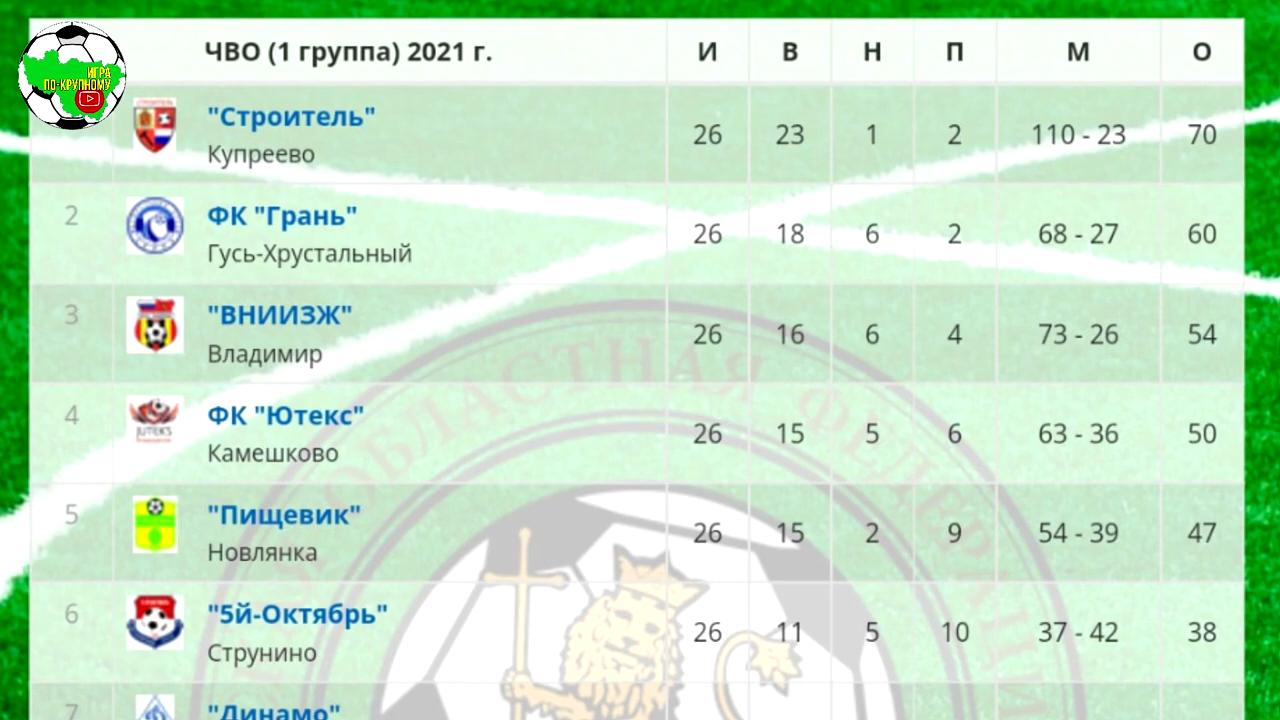 ИГРА
ПО-КРУПНОМУ
ЧВО (1 группа) 2021 г. И В Н П М О
"Строитель"
Купреево
26 23 1 2 110 - 23 70
2 ФК "Грань"
Гусь-Хрустальный
26 18 6 2 68 - 27 60
3 "ВНИИЗЖ"
Владимир
26 16 6 4 73 - 26 54
4 ФК "Ютекс"
Камешково
26 15 5 6 63 - 36 50
JUTEKS
5 "Пищевик"
Новлянка
26 15 2 9 54 - 39 47
6 "5й-Октябрь"
Струнино
26 11 5 10 37 - 42 38
7 "Динамо"
ОБЛАСТНАЯ ФЕДЕРАЦИЯ